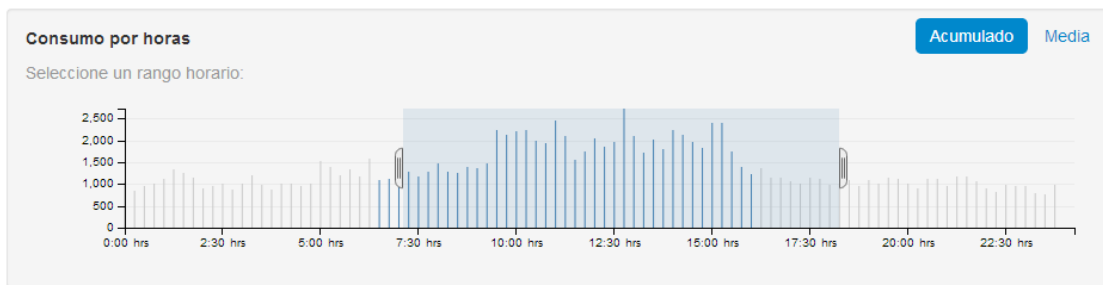 Consumo por horas
Acumulado
Media
Seleccione un rango horario:
2,500
2,000
1,500
1,000
500
0
0:00 hrs
2:30 hrs
5:00 hrs
7:30 hrs
10:00 hrs
12:30 hrs
15:00 hrs
17:30 hrs
20:00 hrs
22:30 hrs